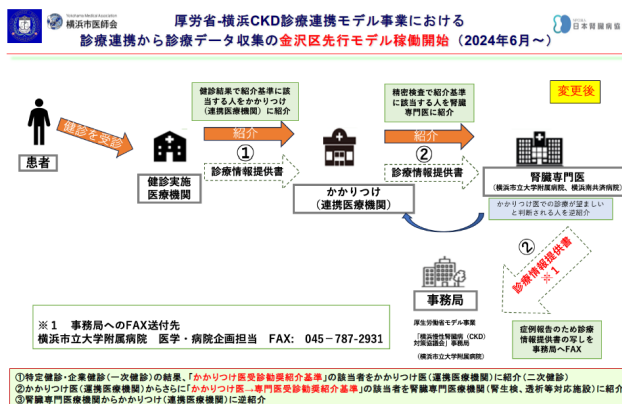 横浜市医師会
Yokohama Medical Association
厚労省-横浜CKD診療連携モデル事業における
診療連携から診療データ収集の金沢区先行モデル稼働開始（2024年6月～）
日本腎臓病協
変更後
健診結果で紹介基準に該
当する人をかかりつけ
（連携医療機関）に紹介
精密検査で紹介基準
に該当する人を腎臓
専門医に紹介
健診を受診
紹介
紹介
①
②
患者
診療情報提供書
診療情報提供書
健診実施
医療機関
かかりつけ
（連携医療機関）
腎臓専門医
（横浜市立大学附属病院、横浜南共済病院）
かかりつけ医での診療が望ましい
と判断される人を逆紹介
②
診療情報提供書
※１
事務局
厚生労働省モデル事業
「横浜慢性腎臓病（CKD）
対策協議会」事務局
（横浜市立大学附属病院）
症例報告のため診療
情報提供書の写しを
事務局へFAX
※１ 事務局へのFAX送付先
横浜市立大学附属病院 医学・病院企画担当 FAX: 045－787-2931
①特定健診・企業健診（一次健診）の結果、「かかりつけ医受診勧奨紹介基準」の該当者をかかりつけ医（連携医療機関）に紹介（二次健診）
②かかりつけ医（連携医療機関）からさらに「かかりつけ医→専門医受診勧奨紹介基準」の該当者を腎臓専門医療機関（腎生検、透析等対応施設）に紹介
③腎臓専門医療機関からかかりつけ（連携医療機関）に逆紹介